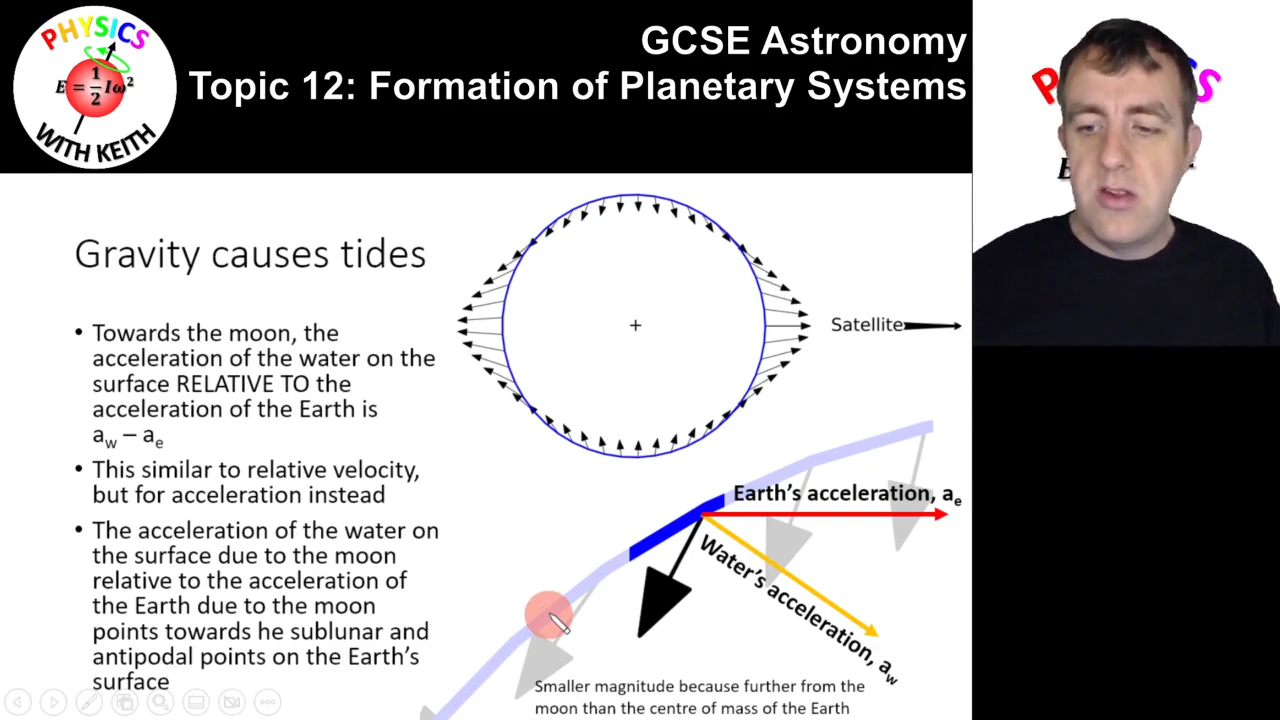 PHYSICS
E = 1/2 Iω²
WITH KEITH
GCSE Astronomy
Topic 12: Formation of Planetary Systems
Gravity causes tides
• Towards the moon, the
acceleration of the water on the
surface RELATIVE TO the
acceleration of the Earth is
a_w – a_e
• This similar to relative velocity,
but for acceleration instead
• The acceleration of the water on
the surface due to the moon
relative to the acceleration of
the Earth due to the moon
points towards he sublunar and
antipodal points on the Earth's
surface
+
Satellite
Earth's acceleration, a_e
Water's acceleration, a_w
Smaller magnitude because further from the
moon than the centre of mass of the Earth